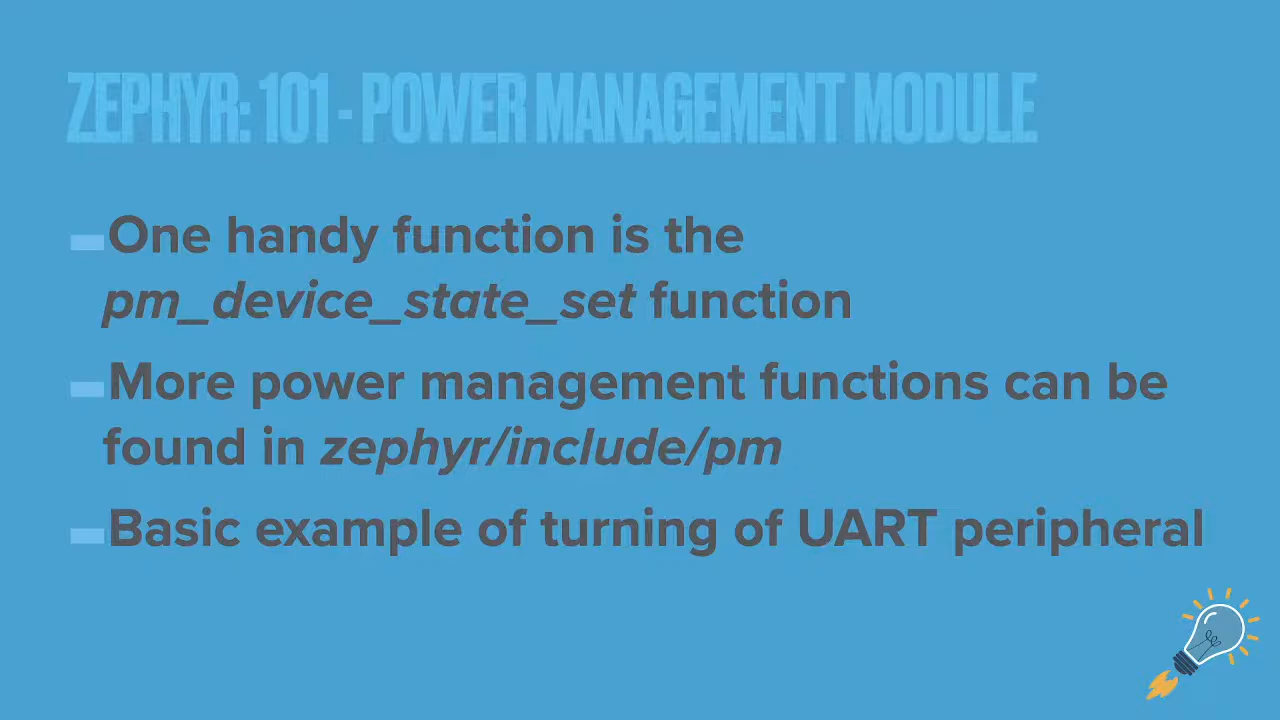 ZEPHYR: 101 - POWER MANAGEMENT MODULE
One handy function is the
pm_device_state_set function
More power management functions can be
found in zephyr/include/pm
Basic example of turning of UART peripheral